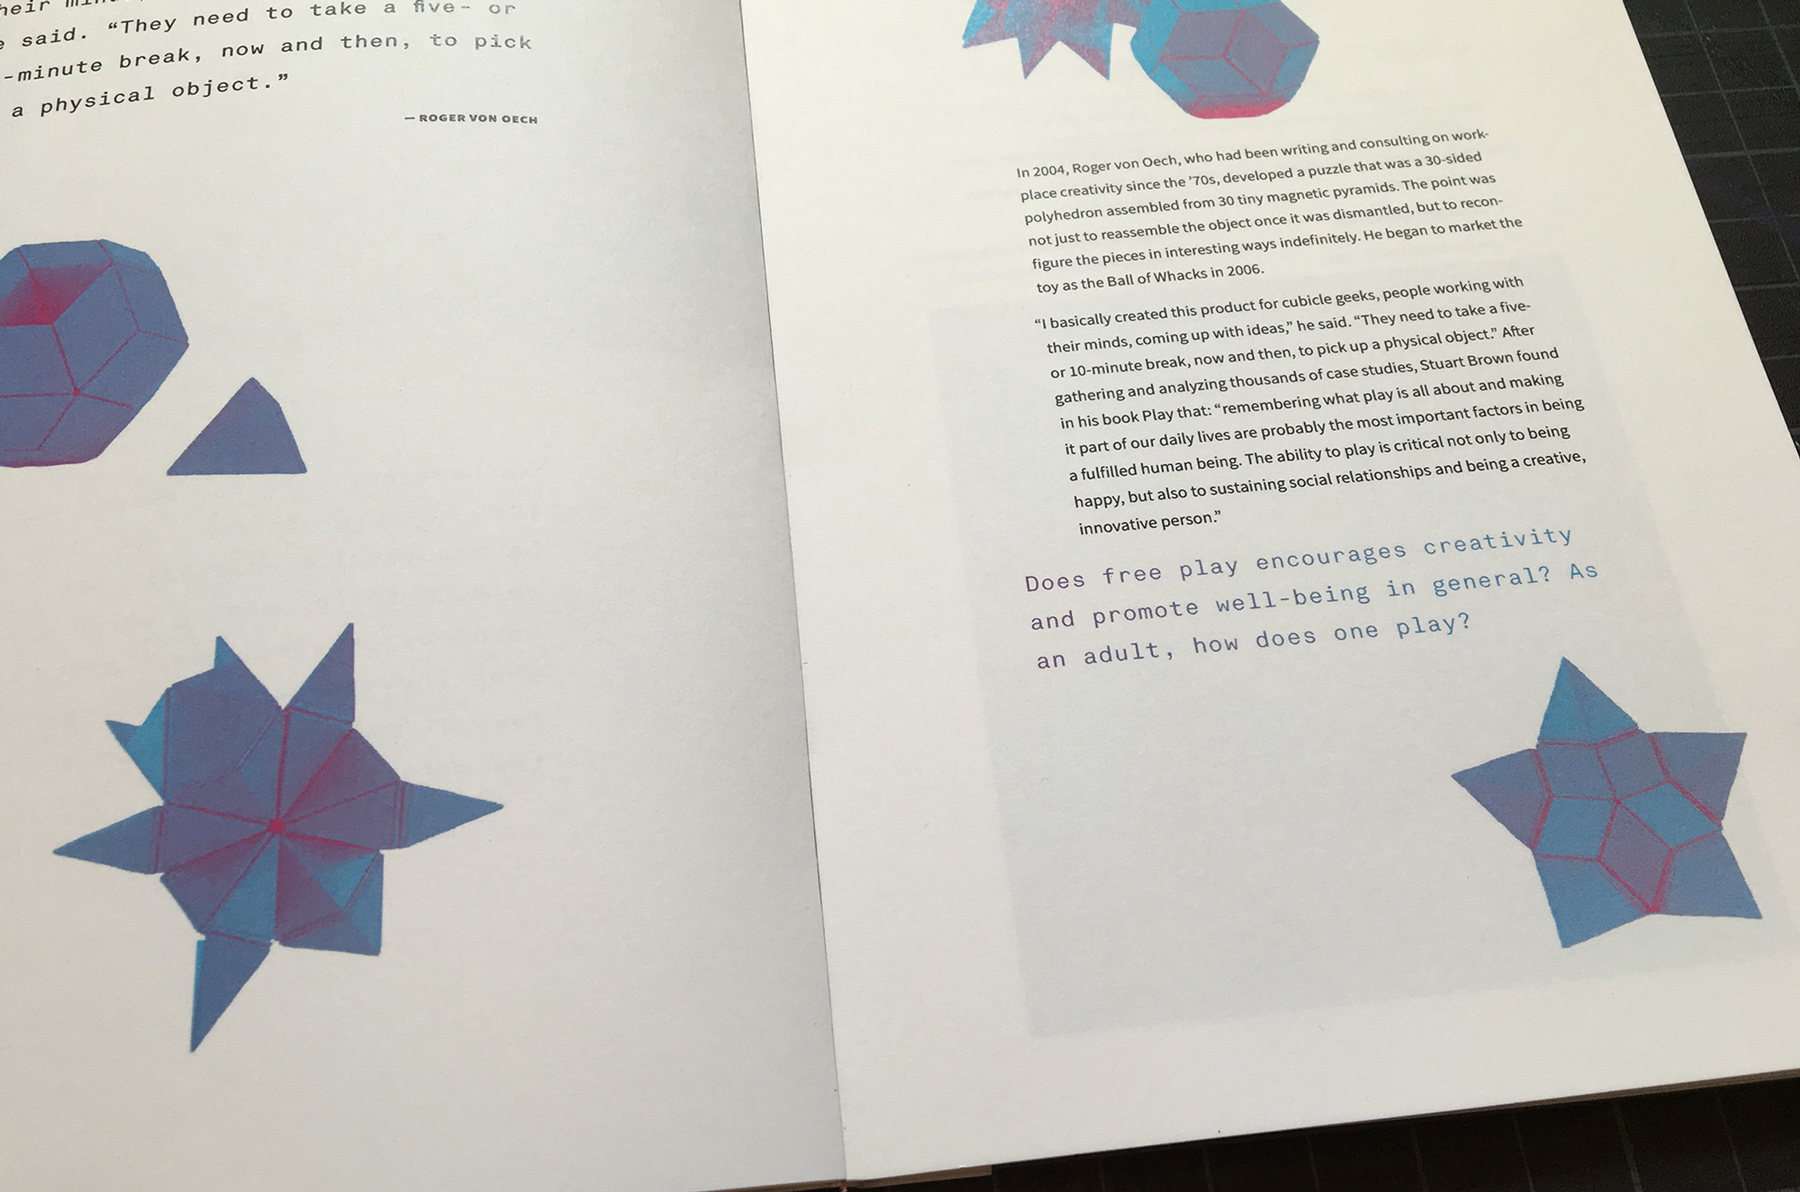 said. “They need to take a five- or
-minute break, now and then, to pick
a physical object.”
— ROGER VON OECH
In 2004, Roger von Oech, who had been writing and consulting on work-
place creativity since the ’70s, developed a puzzle that was a 30-sided
polyhedron assembled from 30 tiny magnetic pyramids. The point was
not just to reassemble the object once it was dismantled, but to recon-
figure the pieces in interesting ways indefinitely. He began to market the
toy as the Ball of Whacks in 2006.
“I basically created this product for cubicle geeks, people working with
their minds, coming up with ideas,” he said. “They need to take a five-
or 10-minute break, now and then, to pick up a physical object.” After
gathering and analyzing thousands of case studies, Stuart Brown found
in his book Play that: “remembering what play is all about and making
it part of our daily lives are probably the most important factors in being
a fulfilled human being. The ability to play is critical not only to being
happy, but also to sustaining social relationships and being a creative,
innovative person.”
Does free play encourages creativity
and promote well-being in general? As
an adult, how does one play?